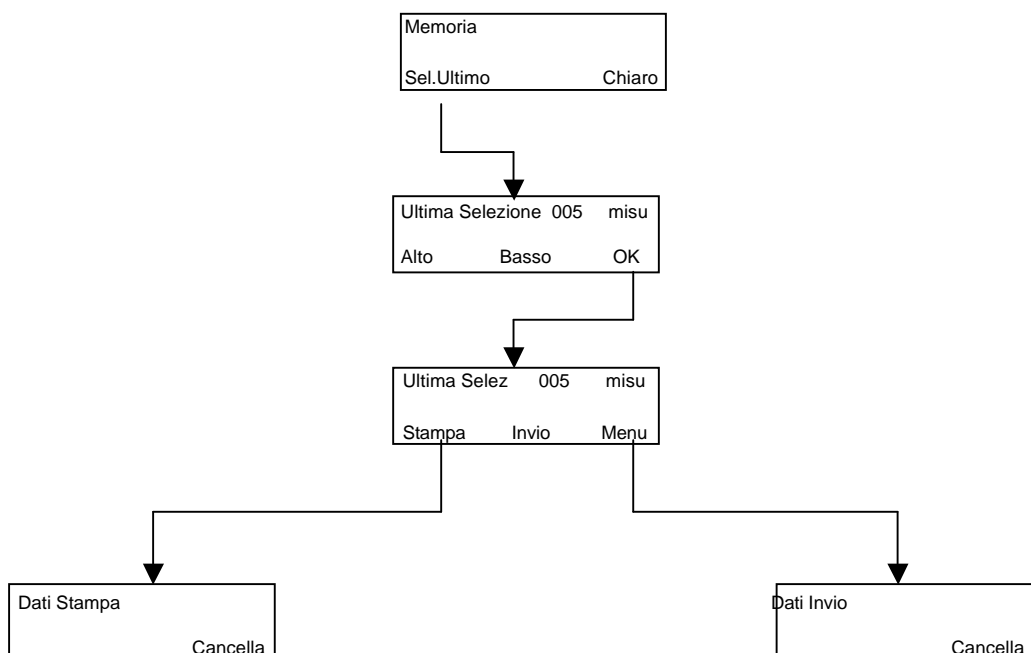 Memoria
Sel.Ultimo Chiaro
Ultima Selezione 005 misu
Alto Basso OK
Ultima Selez 005 misu
Stampa Invio Menu
Dati Stampa
Cancella
Dati Invio
Cancella